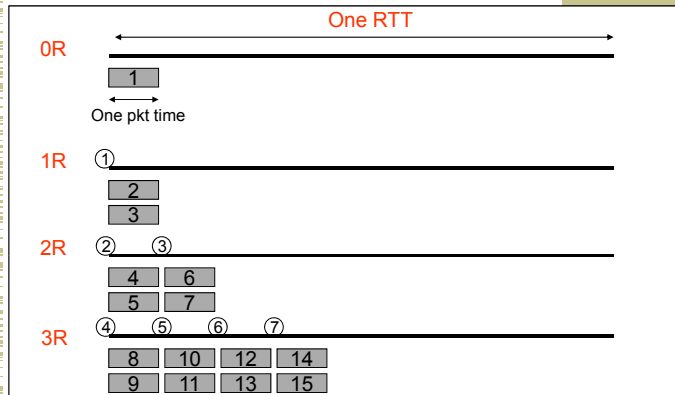 One RTT
0R
1
One pkt time
1R ①
2
3
2R ② ③
4 6
5 7
3R ④ ⑤ ⑥ ⑦
8 10 12 14
9 11 13 15